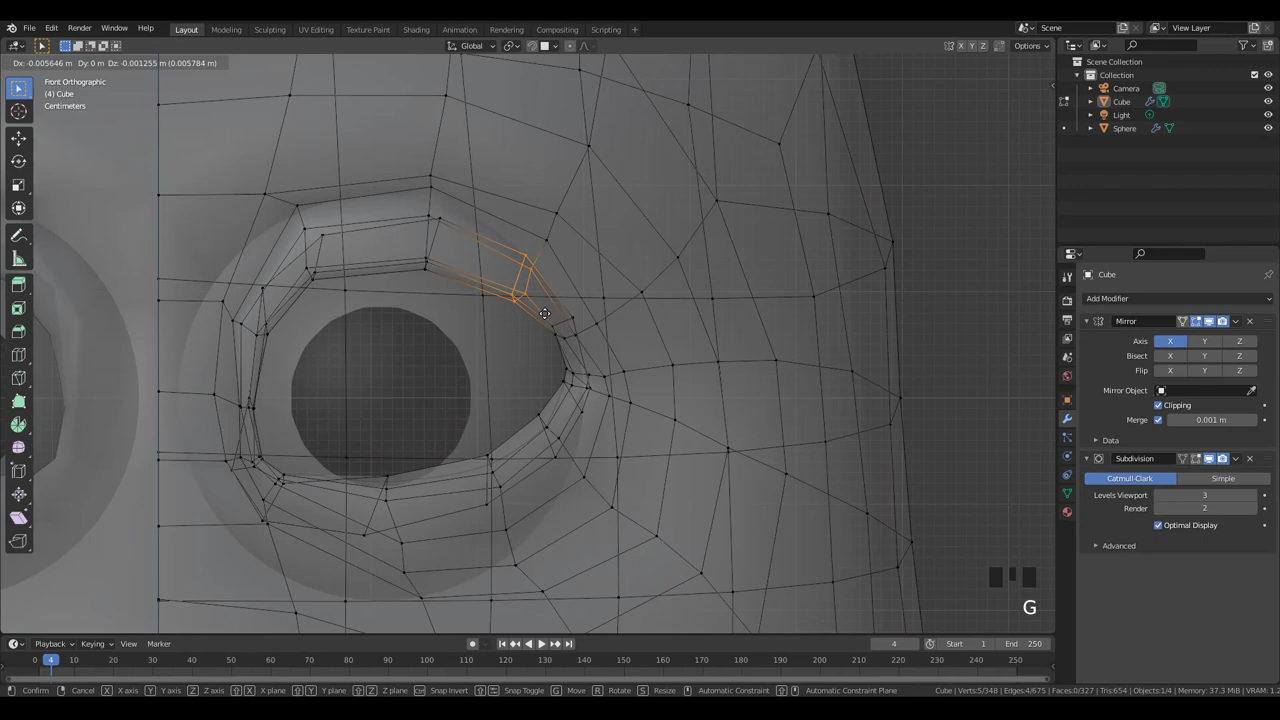 File Edit Render Window Help Layout Modeling Sculpting UV Editing Texture Paint Shading Animation Rendering Compositing Scripting + Scene View Layer
Global X Y Z Options
Dx: -0.005646 m Dy: 0 m Dz: -0.001255 m (0.005784 m)
Front Orthographic
(4) Cube
Centimeters
Scene Collection
Collection
Camera
Cube
Light
Sphere
Cube
Add Modifier
Mirror
Axis X Y Z
Bisect X Y Z
Flip X Y Z
Mirror Object
Clipping
Merge 0.001 m
Data
Subdivision
Catmull-Clark Simple
Levels Viewport 3
Render 2
Optimal Display
Advanced
G
Playback Keying View Marker 4 Start 1 End 250
0 4 10 20 30 40 50 60 70 80 90 100 110 120 130 140 150 160 170 180 190 200 210 220 230 240 250
Confirm Cancel X X axis Y Y axis Z Z axis X X plane Y Y plane Z Z plane Snap Invert Snap Toggle G Move R Rotate S Resize Automatic Constraint Automatic Constraint Plane Cube | Verts:5/348 | Edges:4/675 | Faces:0/327 | Tris:654 | Objects:1/4 | Memory: 37.3 MiB | VRAM: 1.2